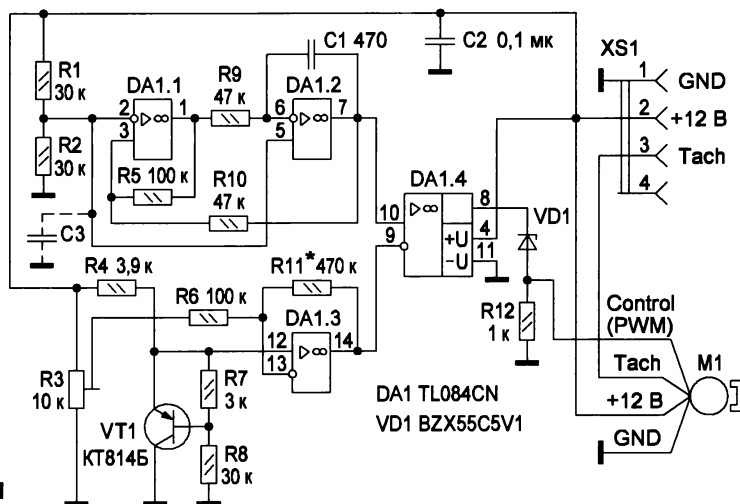 C1 470
C2 0,1 мк
XS1
R1
30 к
DA1.1
R9
47 к
DA1.2
1
GND
2
1
6
7
2
+12 В
3
5
3
Tach
R2
30 к
R5 100 к
R10
47 к
DA1.4
4
C3
10
8
VD1
9
+U
4
-U
11
R4 3,9 к
R6 100 к
R11* 470 к
DA1.3
R12
1 к
Control
(PWM)
12
14
13
R3
10 к
R7
3 к
Tach
M1
DA1 TL084CN
+12 В
VT1
VD1 BZX55C5V1
КТ814Б
R8
30 к
GND